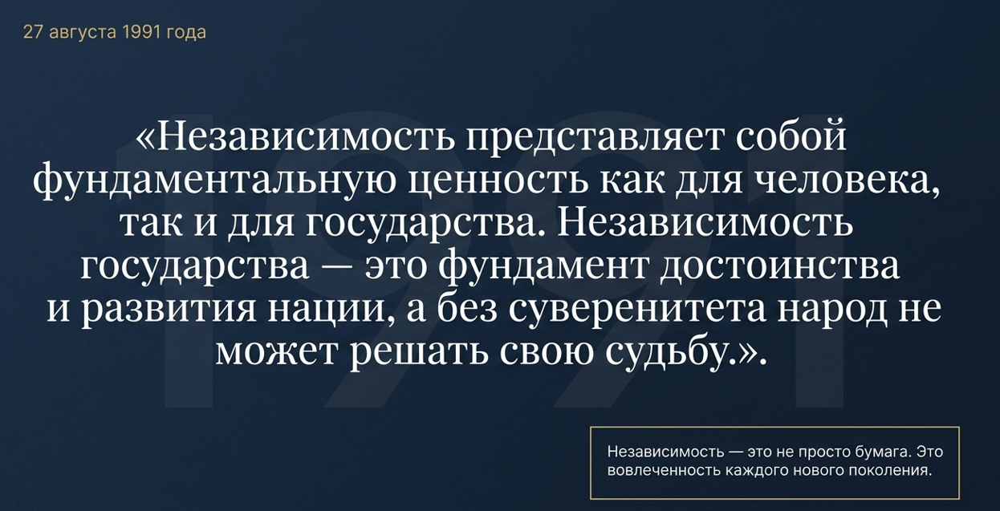 27 августа 1991 года
1991
«Независимость представляет собой
фундаментальную ценность как для человека,
так и для государства. Независимость
государства — это фундамент достоинства
и развития нации, а без суверенитета народ не
может решать свою судьбу.».
Независимость — это не просто бумага. Это
вовлеченность каждого нового поколения.